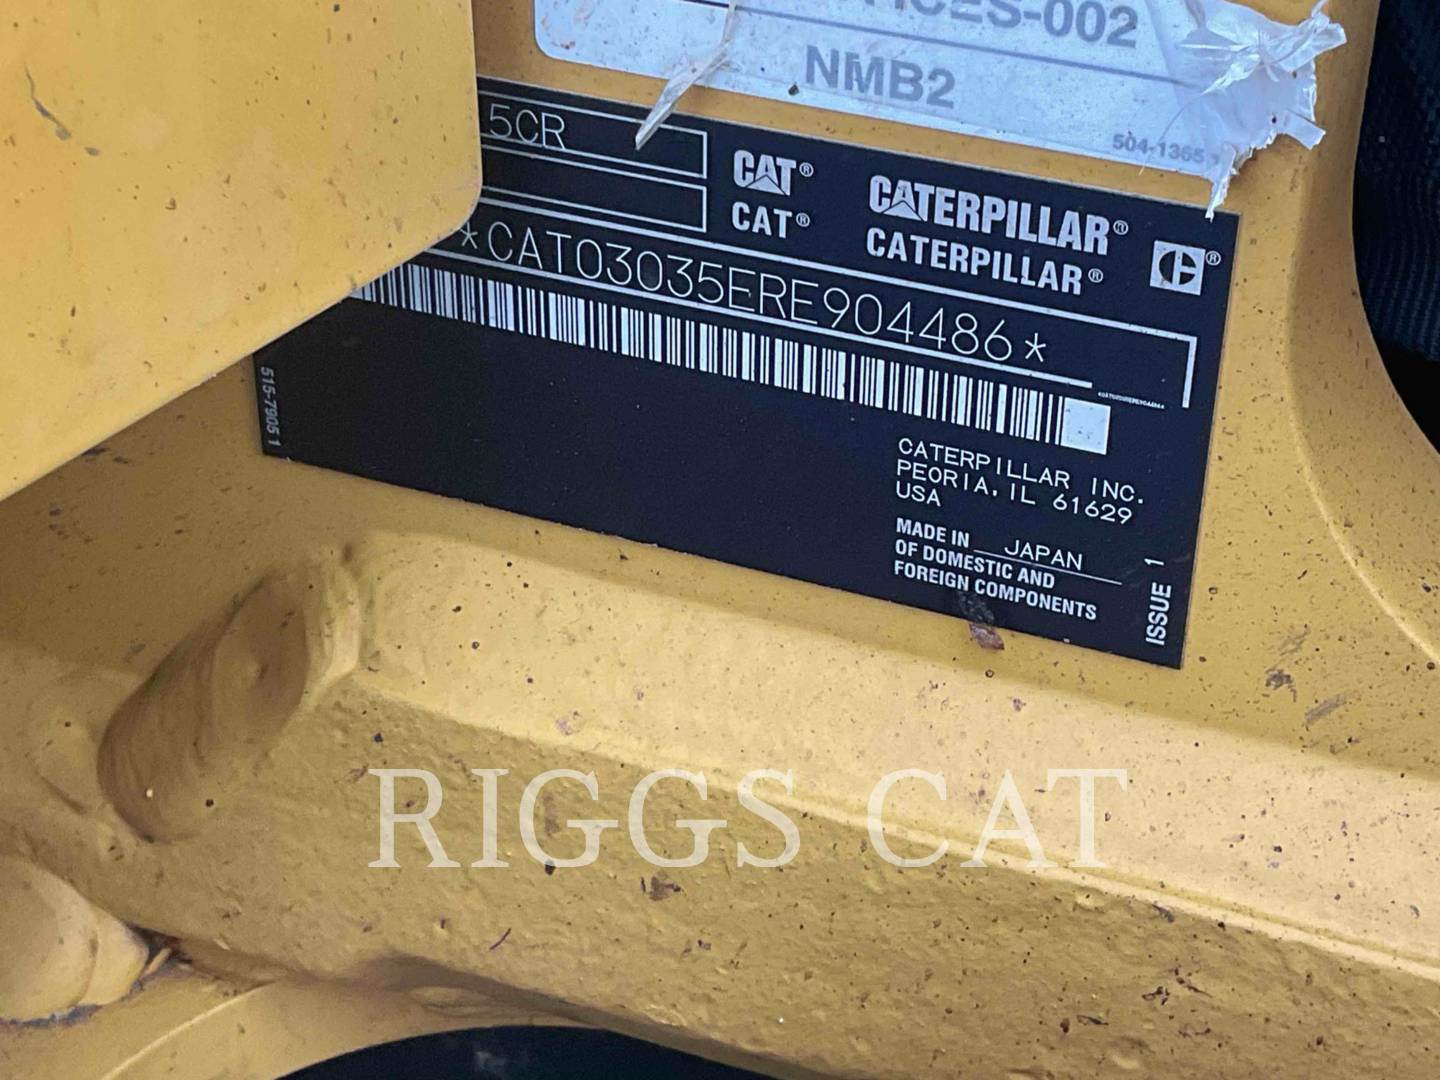 -002
NMB2
504-1365
5CR
CAT®
CAT®
CATERPILLAR®
CATERPILLAR®
*CAT03035ERE904486*
515-7905 1
CATERPILLAR INC.
PEORIA, IL 61629
USA
MADE IN JAPAN
OF DOMESTIC AND
FOREIGN COMPONENTS
ISSUE 1
RIGGS CAT